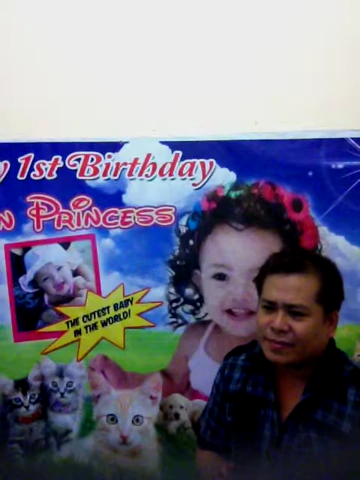 y 1st Birthday
n Princess
THE CUTEST BABY
IN THE WORLD!